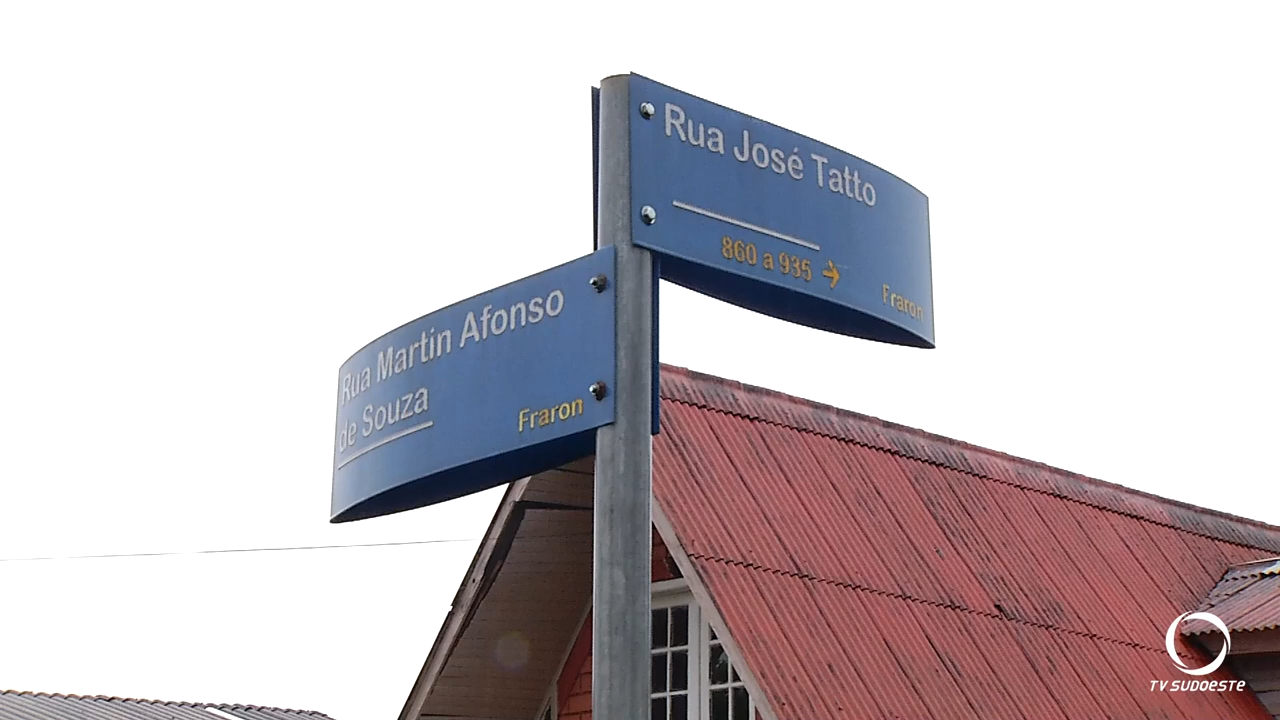 Rua José Tatto
860 a 935 →
Fraron
Rua Martin Afonso
de Souza
Fraron
TV SUDOESTE